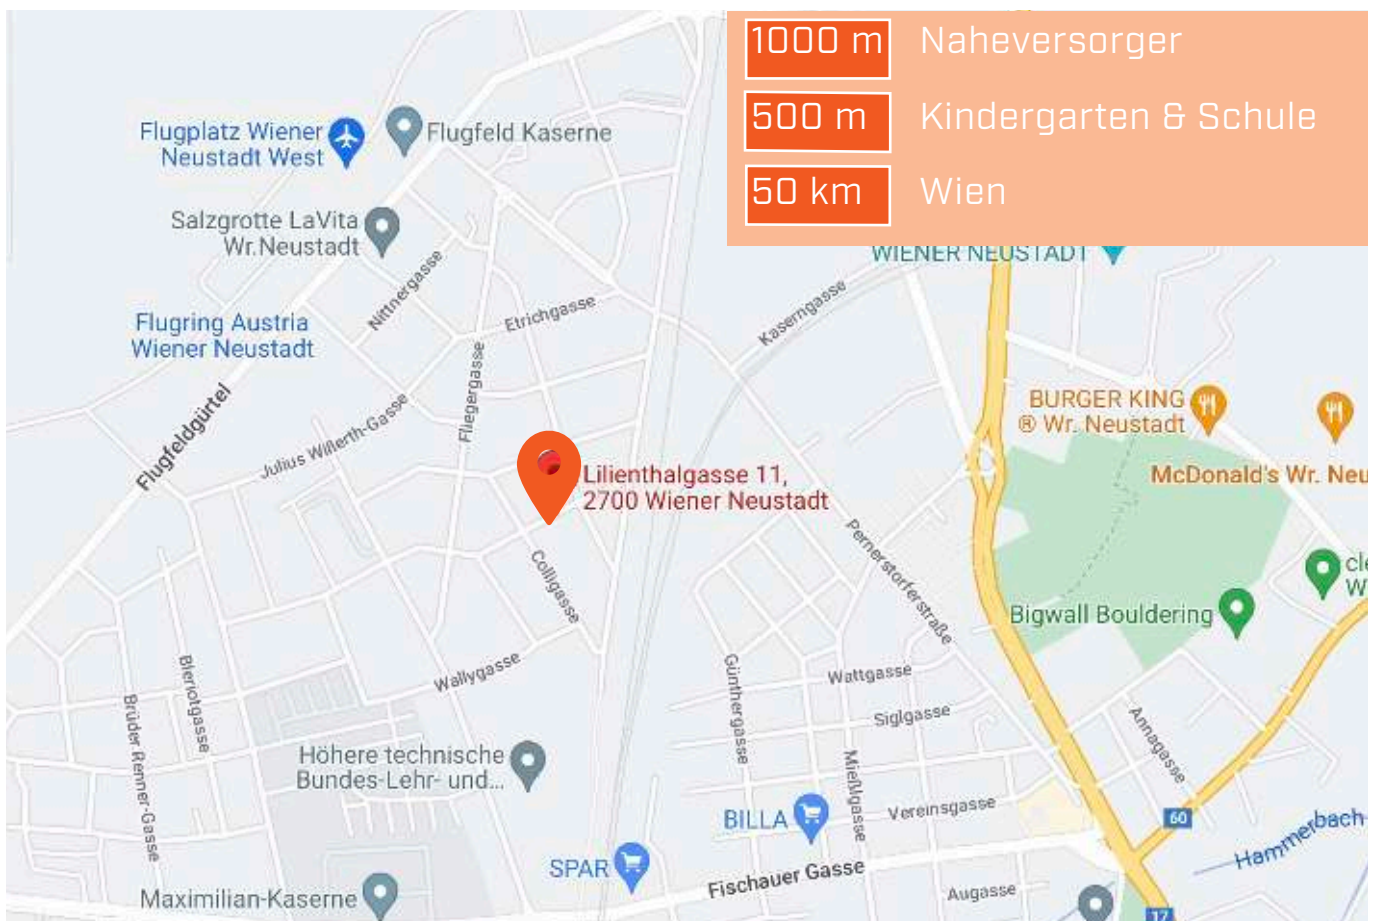 1000 m Naheversorger
500 m Kindergarten & Schule
50 km Wien
Flugplatz Wiener
Neustadt West
Flugfeld Kaserne
Salzgrotte LaVita
Wr.Neustadt
WIENER NEUSTADT
Nittnergasse
Etrichgasse
Kaserngasse
Flugring Austria
Wiener Neustadt
Fliegergasse
Flugfeldgürtel
Julius Wißerth-Gasse
BURGER KING
® Wr. Neustadt
McDonald's Wr. Neu
Lilienthalgasse 11,
2700 Wiener Neustadt
Pernerstorferstraße
Colligasse
cle
W
Bigwall Bouldering
Wallygasse
Bleriotgasse
Brüder Renner-Gasse
Günthergasse
Wattgasse
Siglgasse
Annagasse
Höhere technische
Bundes-Lehr- und...
Mießlgasse
Vereinsgasse
BILLA
60
Hammerbach
SPAR
Fischauer Gasse
Augasse
Maximilian-Kaserne
17